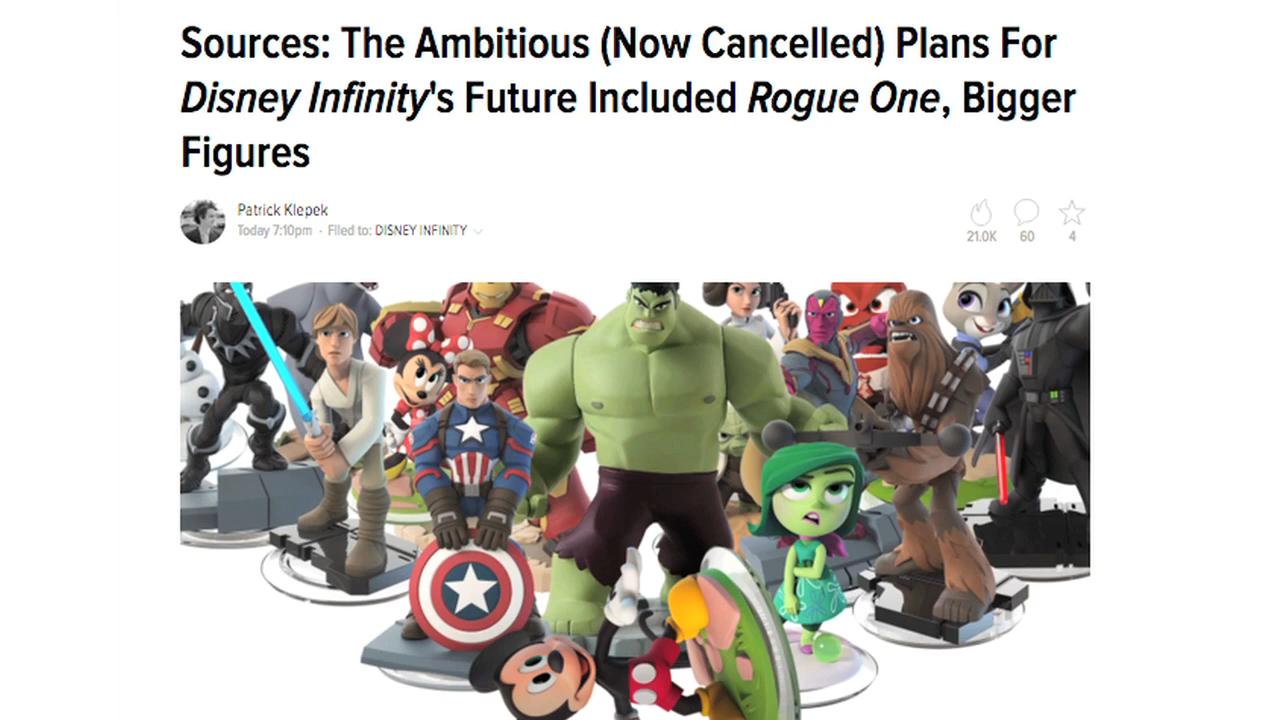 Sources: The Ambitious (Now Cancelled) Plans For
Disney Infinity's Future Included Rogue One, Bigger
Figures
Patrick Klepek
Today 7:10pm · Filed to: DISNEY INFINITY
21.0K 60 4